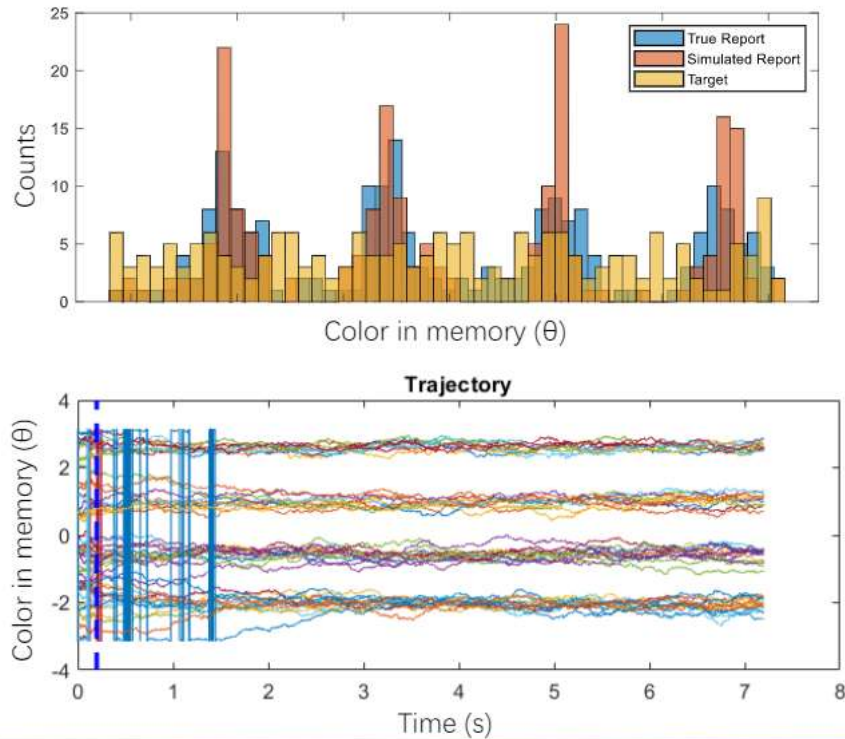 25
20
15
10
5
0
Counts
True Report
Simulated Report
Target
Color in memory (θ)
Trajectory
4
2
0
-2
-4
Color in memory (θ)
0 1 2 3 4 5 6 7 8
Time (s)